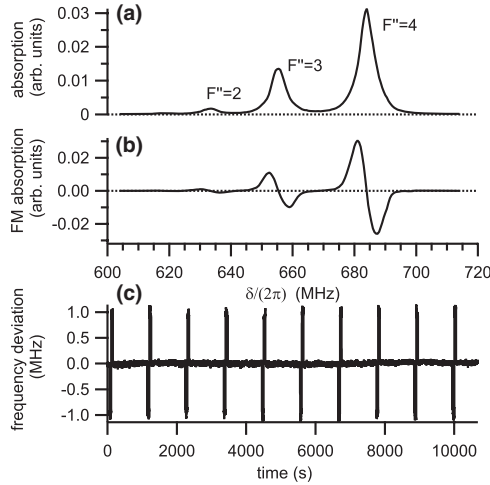 (a)
absorption
(arb. units)
0.03
0.02
0.01
0
F"=2
F"=3
F"=4
(b)
FM absorption
(arb. units)
0.02
0.00
-0.02
600 620 640 660 680 700 720
δ/(2π) (MHz)
(c)
frequency deviation
(MHz)
1.0
0.5
0.0
-0.5
-1.0
0 2000 4000 6000 8000 10000
time (s)